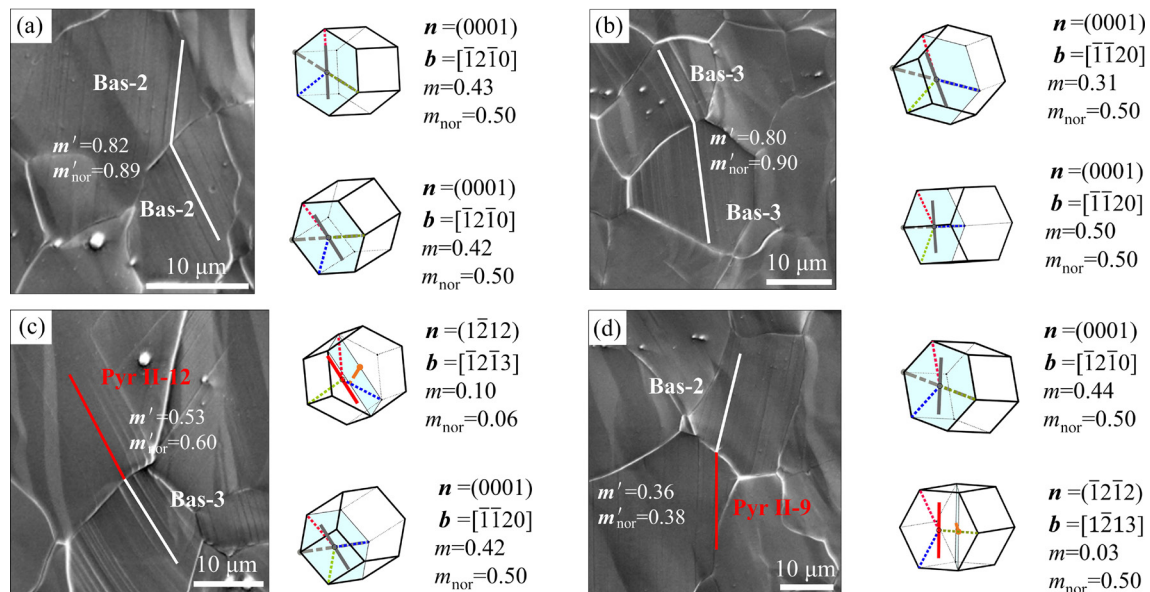 (a)
Bas-2
m′=0.82
m′nor=0.89
Bas-2
10 μm
n=(0001)
b=[1̅21̅0]
m=0.43
mnor=0.50
n=(0001)
b=[1̅21̅0]
m=0.42
mnor=0.50
(b)
Bas-3
m′=0.80
m′nor=0.90
Bas-3
10 μm
n=(0001)
b=[1̅1̅20]
m=0.31
mnor=0.50
n=(0001)
b=[1̅1̅20]
m=0.50
mnor=0.50
(c)
Pyr II-12
m′=0.53
m′nor=0.60
Bas-3
10 μm
n=(12̅12)
b=[1̅21̅3]
m=0.10
mnor=0.06
n=(0001)
b=[1̅1̅20]
m=0.42
mnor=0.50
(d)
Bas-2
m′=0.36
m′nor=0.38
Pyr II-9
10 μm
n=(0001)
b=[1̅21̅0]
m=0.44
mnor=0.50
n=(1̅21̅2)
b=[12̅13]
m=0.03
mnor=0.50